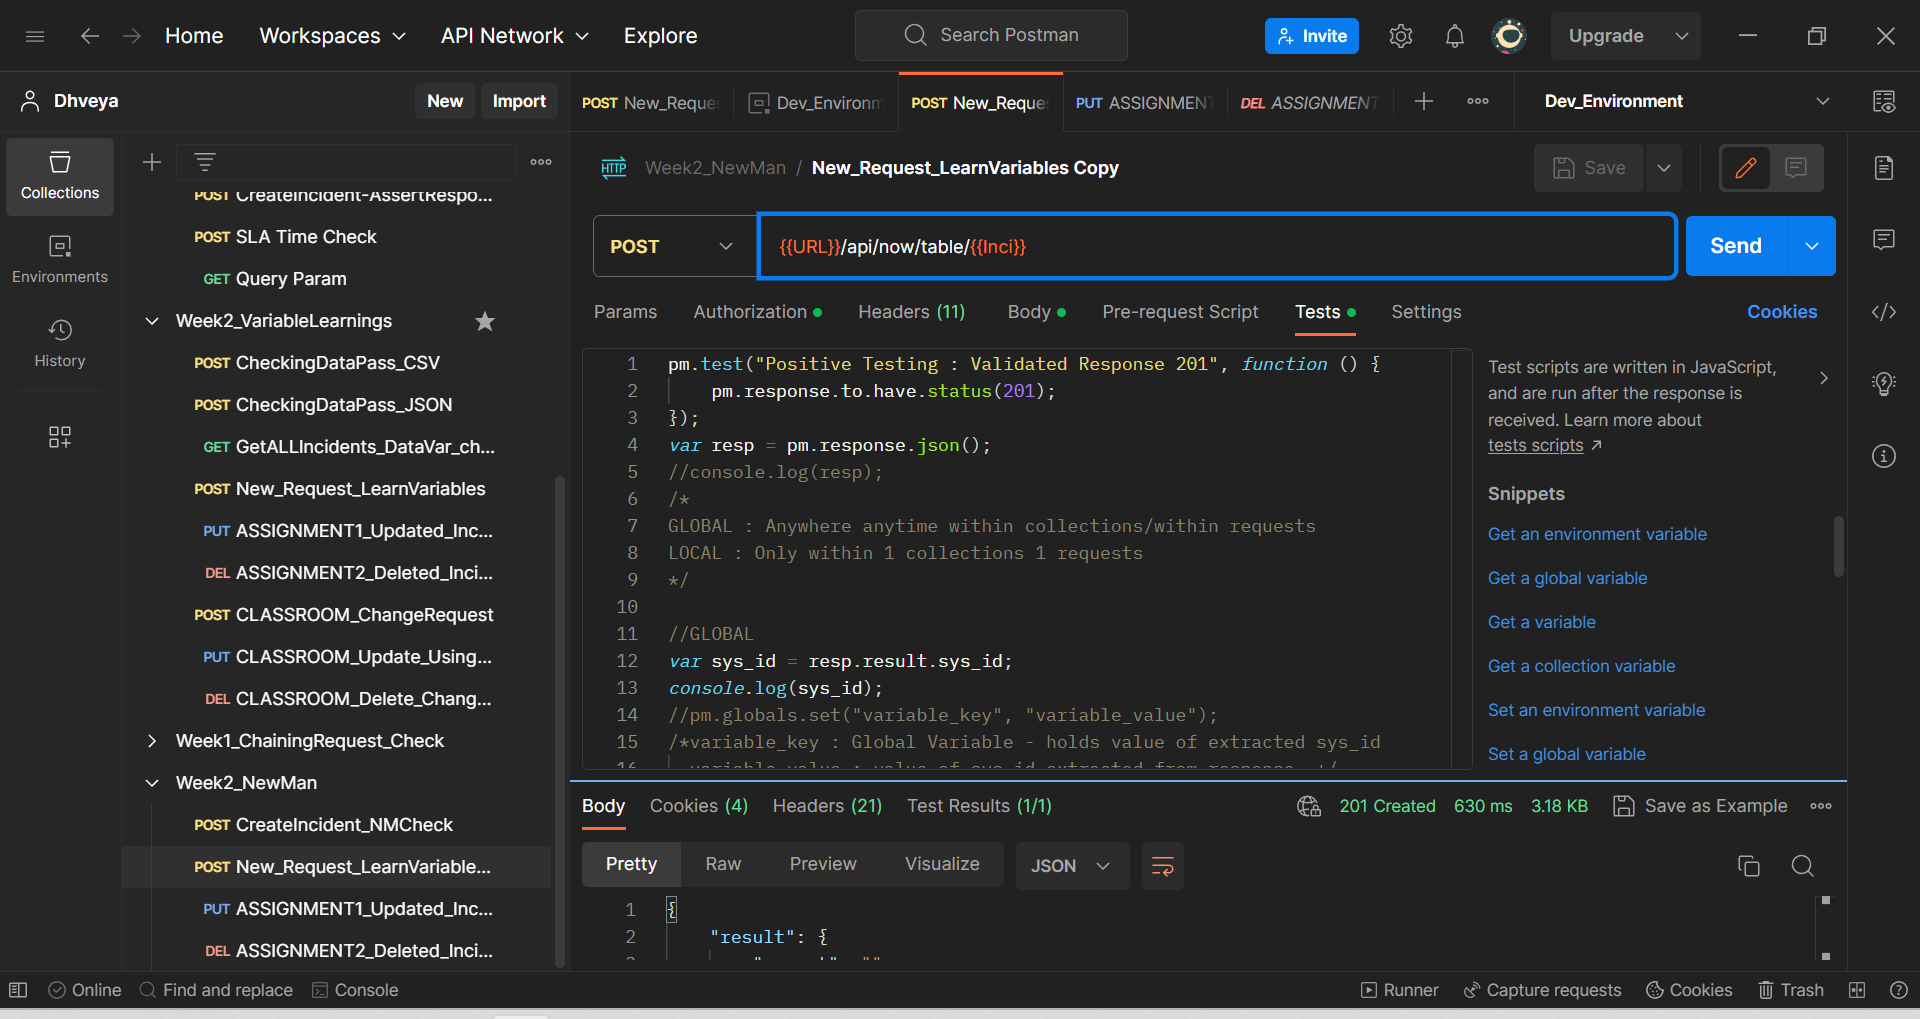 Home Workspaces API Network Explore Search Postman Invite Upgrade
Dhveya New Import
POST New_Reque
Dev_Environm
POST New_Reque
PUT ASSIGNMENT
DEL ASSIGNMENT
Dev_Environment
Collections
Environments
History
POST CreateIncident-AssertRespo...
POST SLA Time Check
GET Query Param
Week2_VariableLearnings
POST CheckingDataPass_CSV
POST CheckingDataPass_JSON
GET GetALLIncidents_DataVar_ch...
POST New_Request_LearnVariables
PUT ASSIGNMENT1_Updated_Inc...
DEL ASSIGNMENT2_Deleted_Inci...
POST CLASSROOM_ChangeRequest
PUT CLASSROOM_Update_Using...
DEL CLASSROOM_Delete_Chang...
Week1_ChainingRequest_Check
Week2_NewMan
POST CreateIncident_NMCheck
POST New_Request_LearnVariable...
PUT ASSIGNMENT1_Updated_Inc...
DEL ASSIGNMENT2_Deleted_Inci...
HTTP Week2_NewMan / New_Request_LearnVariables Copy Save
POST {{URL}}/api/now/table/{{Inci}} Send
Params Authorization Headers (11) Body Pre-request Script Tests Settings Cookies
1 pm.test("Positive Testing : Validated Response 201", function () {
2 pm.response.to.have.status(201);
3 });
4 var resp = pm.response.json();
5 //console.log(resp);
6 /*
7 GLOBAL : Anywhere anytime within collections/within requests
8 LOCAL : Only within 1 collections 1 requests
9 */
10
11 //GLOBAL
12 var sys_id = resp.result.sys_id;
13 console.log(sys_id);
14 //pm.globals.set("variable_key", "variable_value");
15 /*variable_key : Global Variable - holds value of extracted sys_id
16 variable_value : value of sys_id extracted from response */
Test scripts are written in JavaScript,
and are run after the response is
received. Learn more about
tests scripts
Snippets
Get an environment variable
Get a global variable
Get a variable
Get a collection variable
Set an environment variable
Set a global variable
Body Cookies (4) Headers (21) Test Results (1/1) 201 Created 630 ms 3.18 KB Save as Example
Pretty Raw Preview Visualize JSON
1 {
2 "result": {
Online Find and replace Console Runner Capture requests Cookies Trash